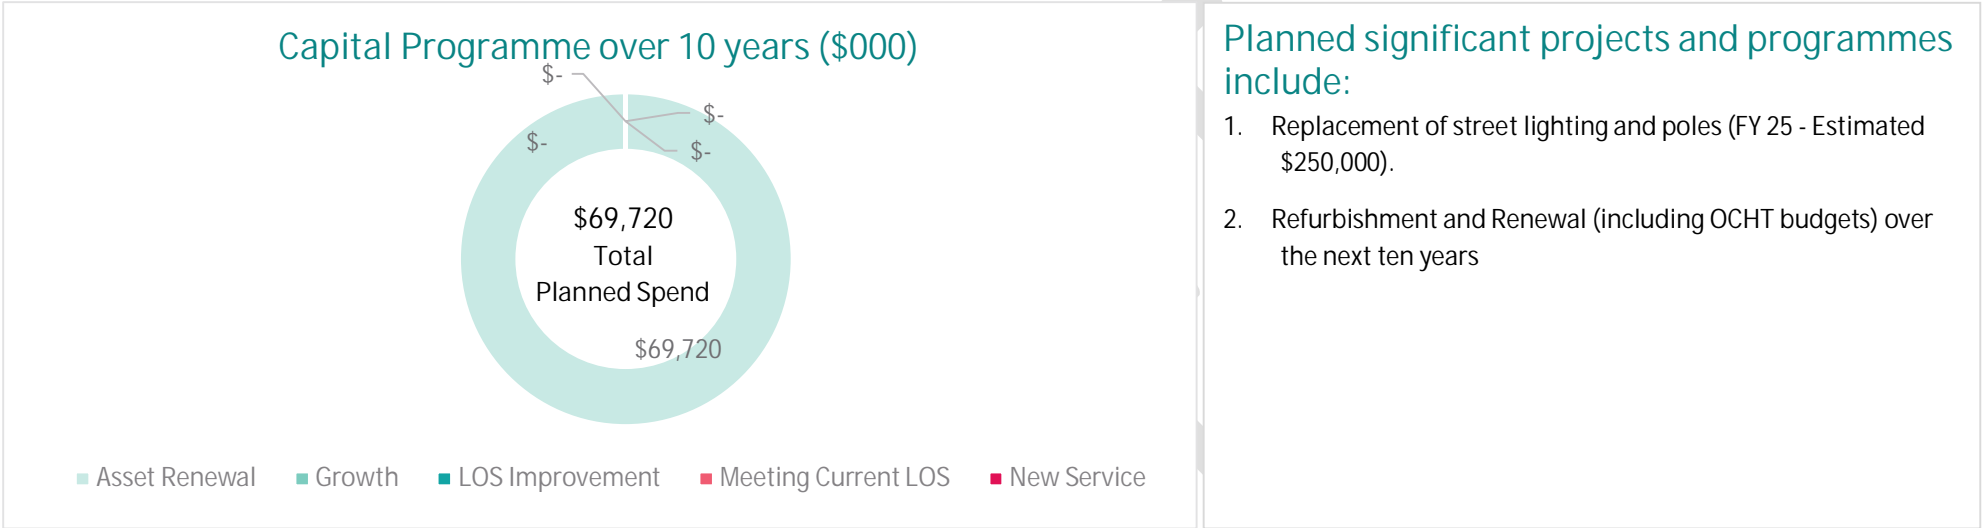 Capital Programme over 10 years ($000)
$-
$-
$-
$-
$69,720
Total
Planned Spend
$69,720
Asset Renewal
Growth
LOS Improvement
Meeting Current LOS
New Service
Planned significant projects and programmes
include:
1. Replacement of street lighting and poles (FY 25 - Estimated
$250,000).
2. Refurbishment and Renewal (including OCHT budgets) over
the next ten years